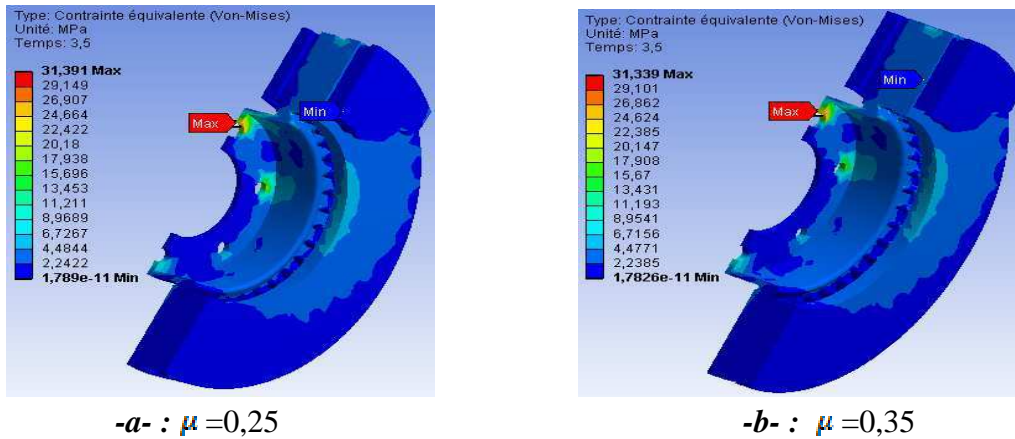 Type: Contrainte équivalente (Von-Mises)
Unité: MPa
Temps: 3,5
31,391 Max
29,149
26,907
24,664
22,422
20,18
17,938
15,696
13,453
11,211
8,9689
6,7267
4,4844
2,2422
1,789e-11 Min
Max
Min
Type: Contrainte équivalente (Von-Mises)
Unité: MPa
Temps: 3,5
31,339 Max
29,101
26,862
24,624
22,385
20,147
17,908
15,67
13,431
11,193
8,9541
6,7156
4,4771
2,2385
1,7826e-11 Min
Max
Min
-a- : μ =0,25
-b- : μ =0,35